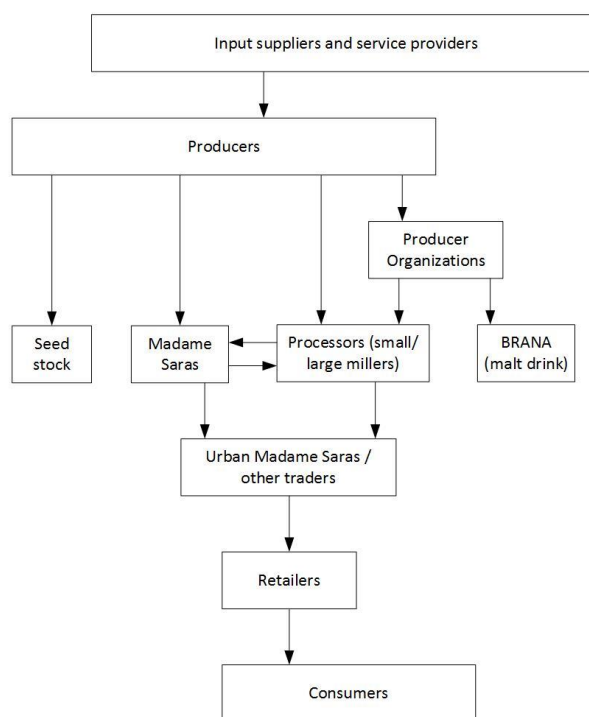 Input suppliers and service providers
Producers
Producer
Organizations
Seed
stock
Madame
Saras
Processors (small/
large millers)
BRANA
(malt drink)
Urban Madame Saras /
other traders
Retailers
Consumers